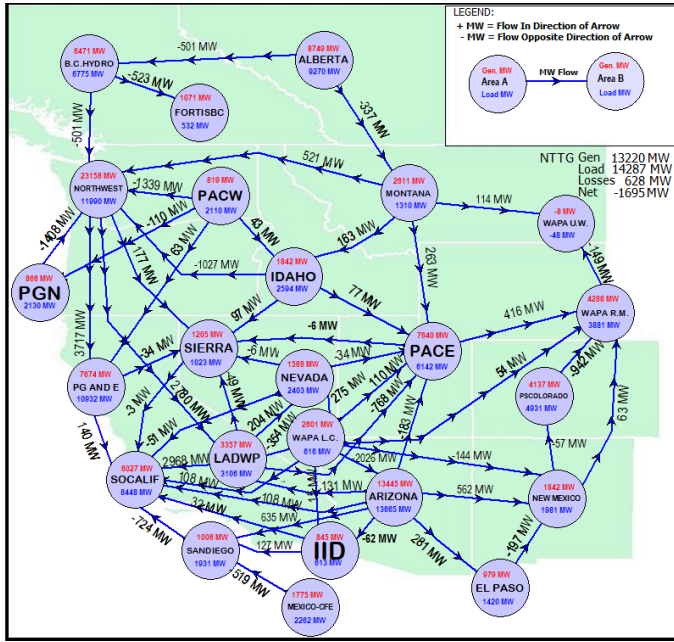 LEGEND:
+ MW = Flow In Direction of Arrow
- MW = Flow Opposite Direction of Arrow
Gen. MW
Area A
Load MW
MW Flow
Gen. MW
Area B
Load MW
NTTG Gen 13220 MW
Load 14287 MW
Losses 628 MW
Net -1695 MW
6471 MW
B.C.HYDRO
6775 MW
-501 MW
8749 MW
ALBERTA
9270 MW
-523 MW
1071 MW
FORTISBC
532 MW
-337 MW
-501 MW
521 MW
23158 MW
NORTHWEST
11990 MW
-1339 MW
819 MW
PACW
2110 MW
2611 MW
MONTANA
1310 MW
114 MW
-8 MW
WAPA U.W.
-48 MW
-1408 MW
-110 MW
43 MW
163 MW
177 MW
63 MW
-1027 MW
263 MW
-149 MW
866 MW
PGN
2130 MW
1842 MW
IDAHO
2594 MW
77 MW
97 MW
4288 MW
WAPA R.M.
3881 MW
416 MW
3717 MW
-6 MW
1205 MW
SIERRA
1023 MW
7640 MW
PACE
6142 MW
-34 MW
-6 MW
-34 MW
7674 MW
PG AND E
10932 MW
1568 MW
NEVADA
2403 MW
275 MW
110 MW
-768 MW
54 MW
-942 MW
4137 MW
PSCOLORADO
4931 MW
-3 MW
2780 MW
49 MW
204 MW
-354 MW
-183 MW
63 MW
140 MW
-51 MW
2601 MW
WAPA L.C.
616 MW
3357 MW
LADWP
3106 MW
2968 MW
2026 MW
-144 MW
-57 MW
6027 MW
SOCALIF
8448 MW
108 MW
131 MW
13445 MW
ARIZONA
13665 MW
562 MW
1842 MW
NEW MEXICO
1981 MW
-108 MW
32 MW
635 MW
-724 MW
1006 MW
SANDIEGO
1931 MW
127 MW
845 MW
IID
613 MW
-62 MW
281 MW
-197 MW
-519 MW
979 MW
EL PASO
1420 MW
1775 MW
MEXICO-CFE
2262 MW